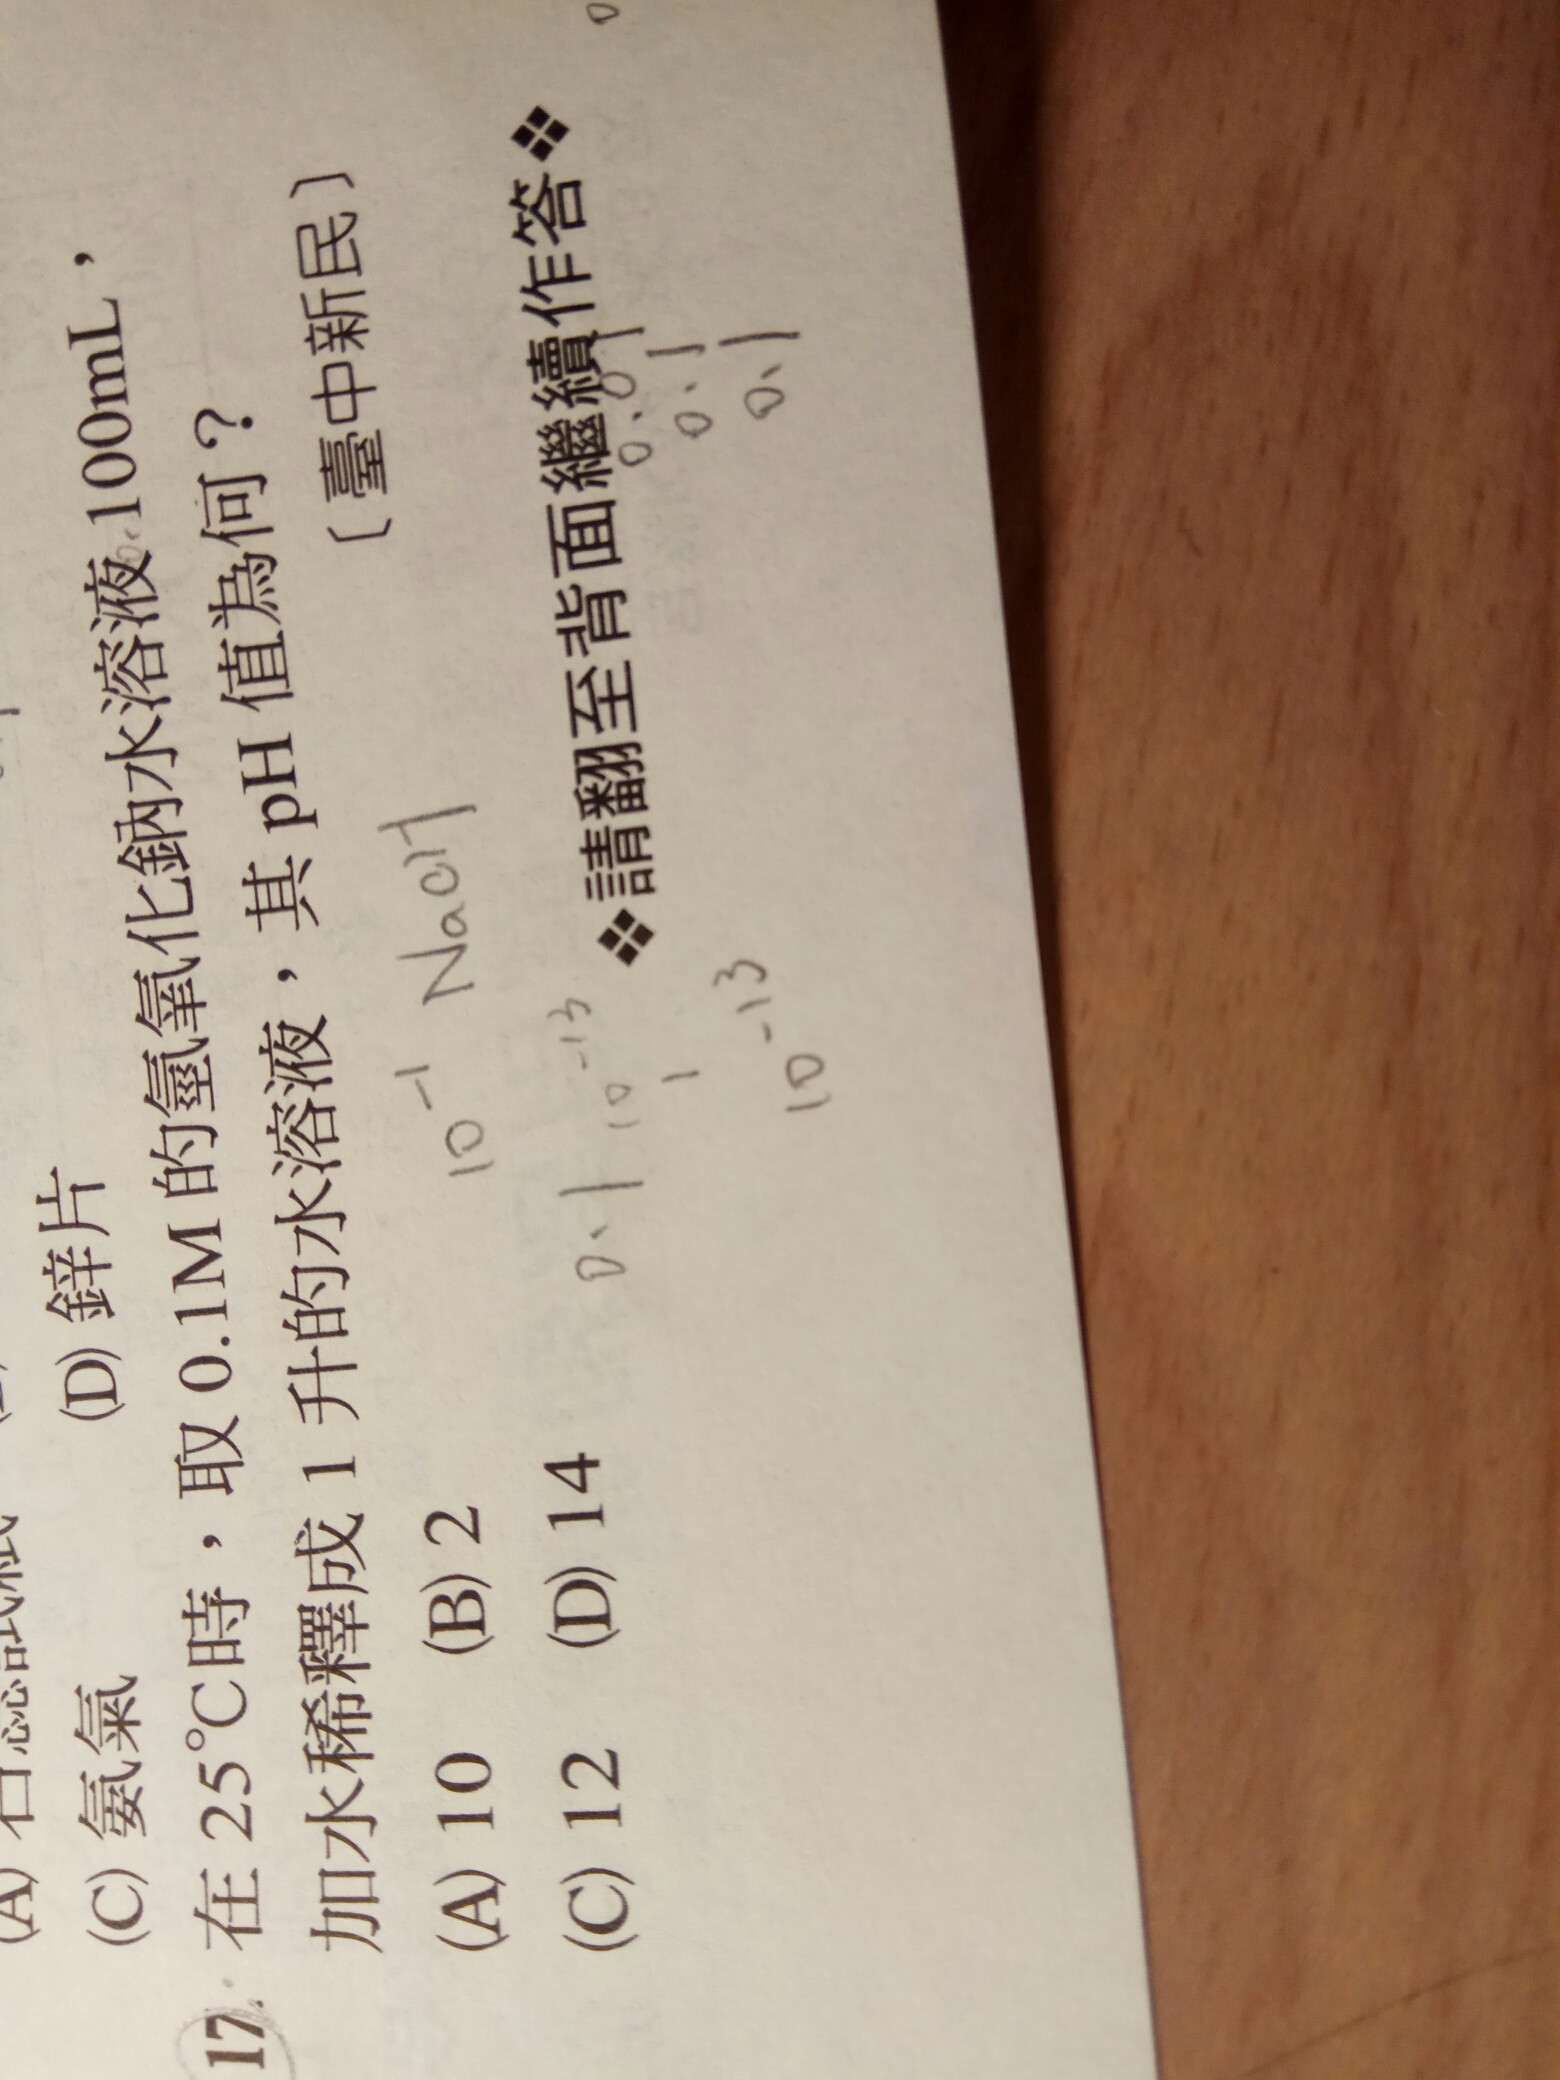 (C) 氨氣 (D) 鋅片
17. 在 25℃時，取 0.1M 的氫氧化鈉水溶液 100mL，
加水稀釋成 1 升的水溶液，其 pH 值為何？
〔臺中新民〕
(A) 10 (B) 2
10⁻¹ NaOH
(C) 12 (D) 14
0.1 10⁻¹³
❖請翻至背面繼續作答❖
0.01
0.1
0.1
1
10⁻¹³